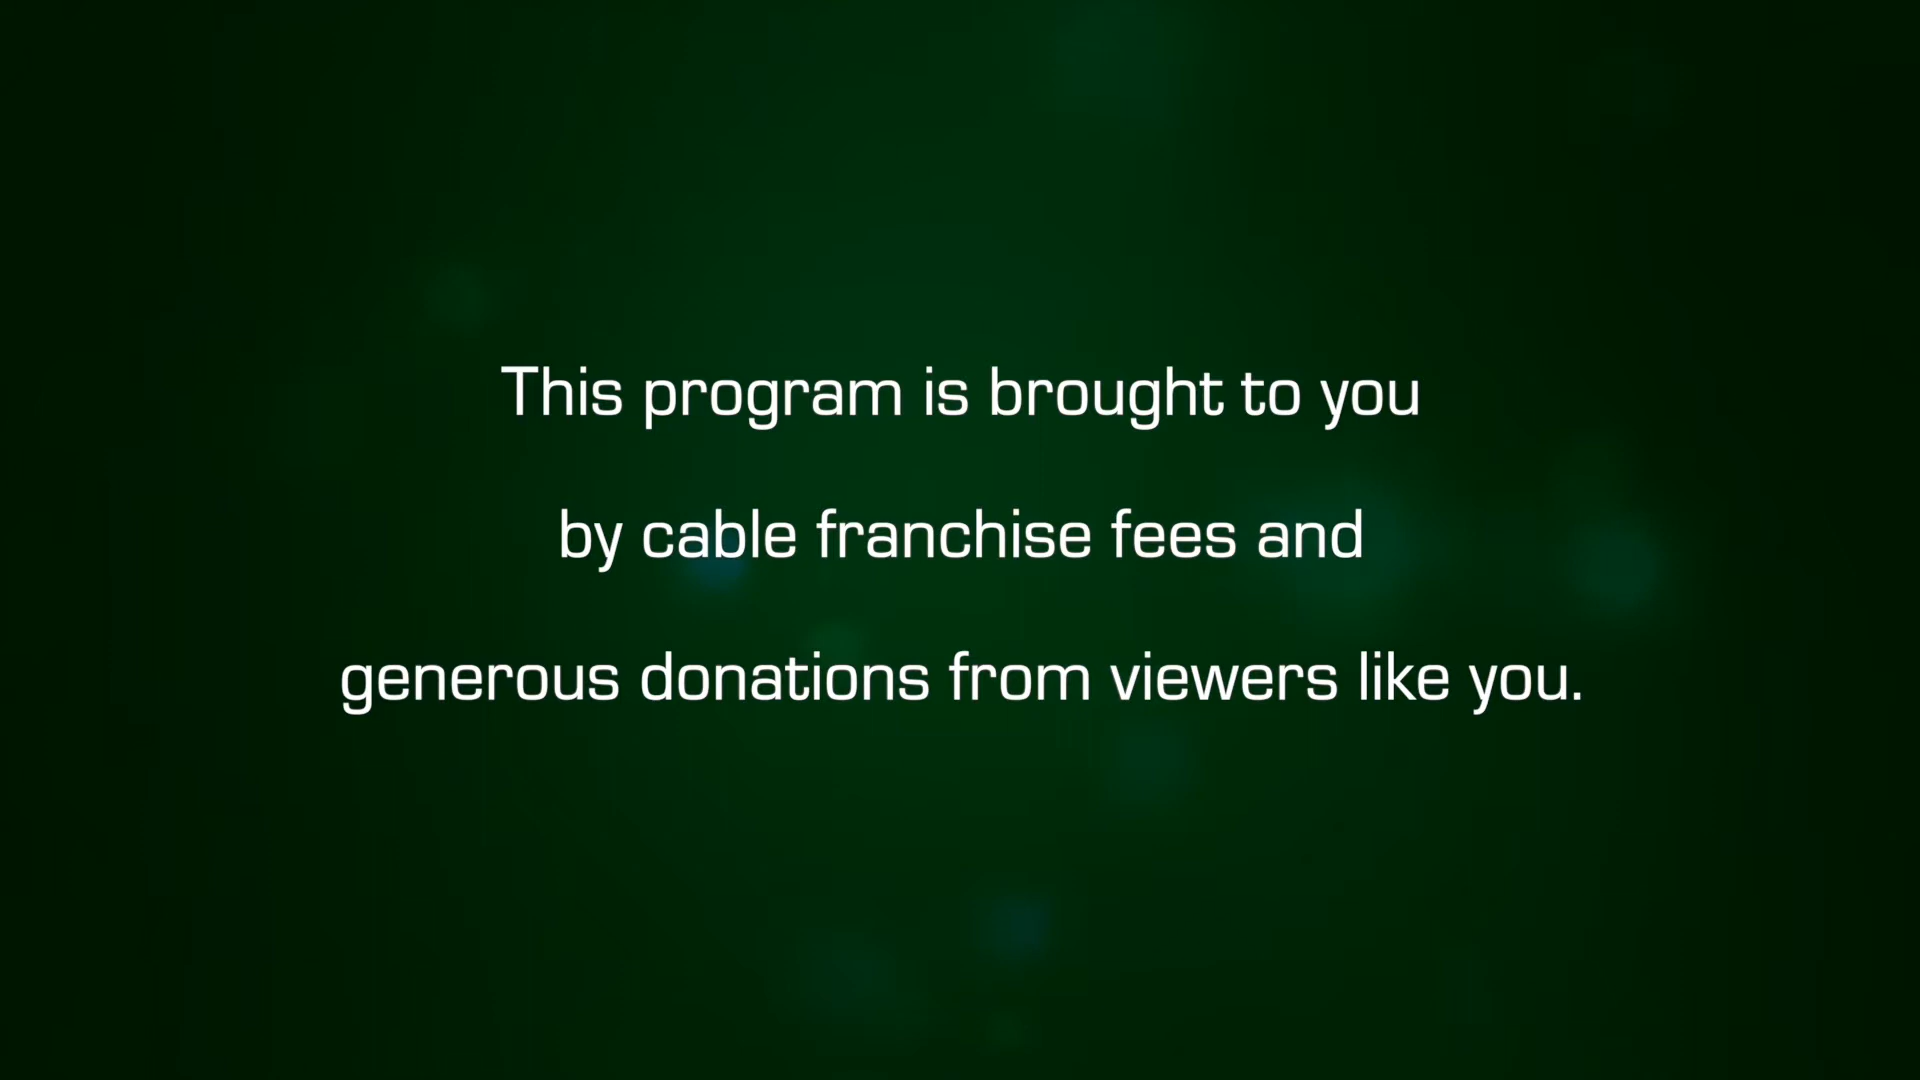 This program is brought to you
by cable franchise fees and
generous donations from viewers like you.